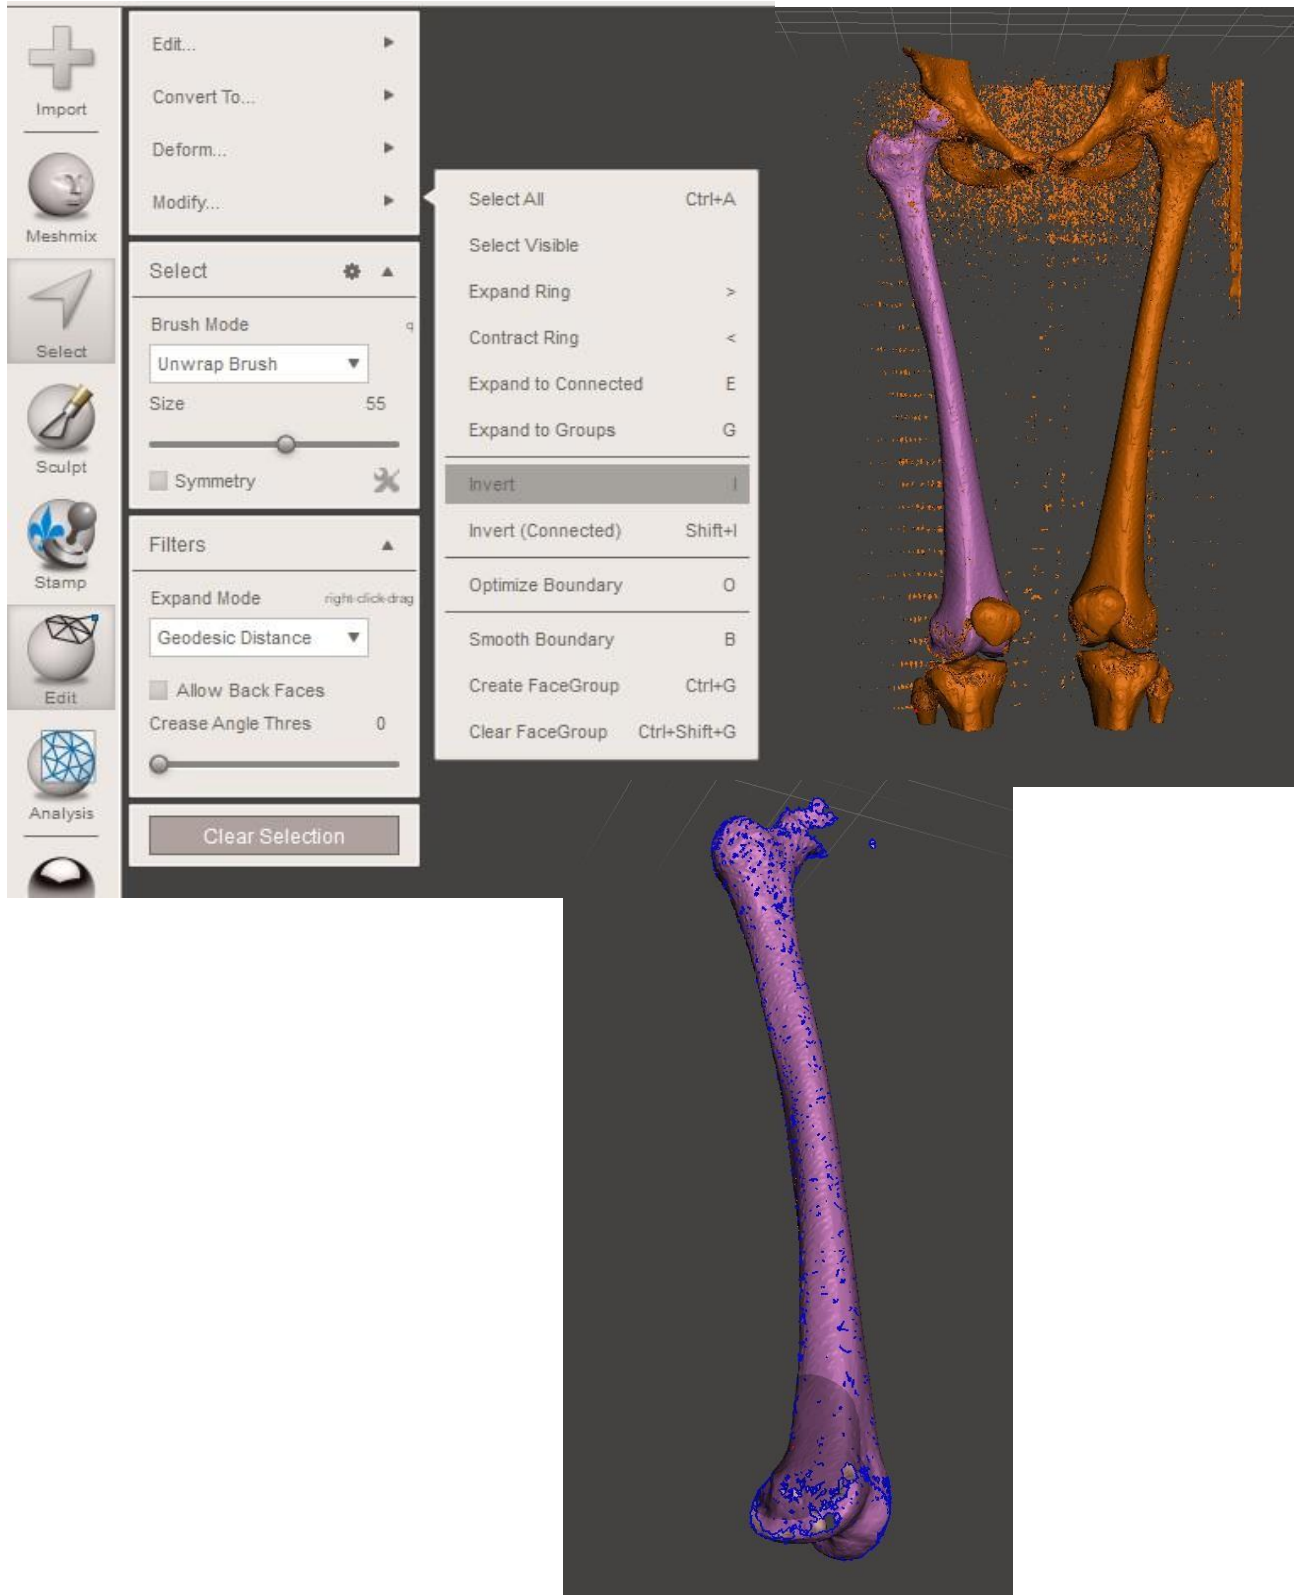 Import
Meshmix
Select
Sculpt
Stamp
Edit
Analysis
Edit...
Convert To...
Deform...
Modify...
Select
Brush Mode q
Unwrap Brush
Size 55
Symmetry
Filters
Expand Mode right-click-drag
Geodesic Distance
Allow Back Faces
Crease Angle Thres 0
Clear Selection
Select All Ctrl+A
Select Visible
Expand Ring >
Contract Ring <
Expand to Connected E
Expand to Groups G
Invert I
Invert (Connected) Shift+I
Optimize Boundary O
Smooth Boundary B
Create FaceGroup Ctrl+G
Clear FaceGroup Ctrl+Shift+G